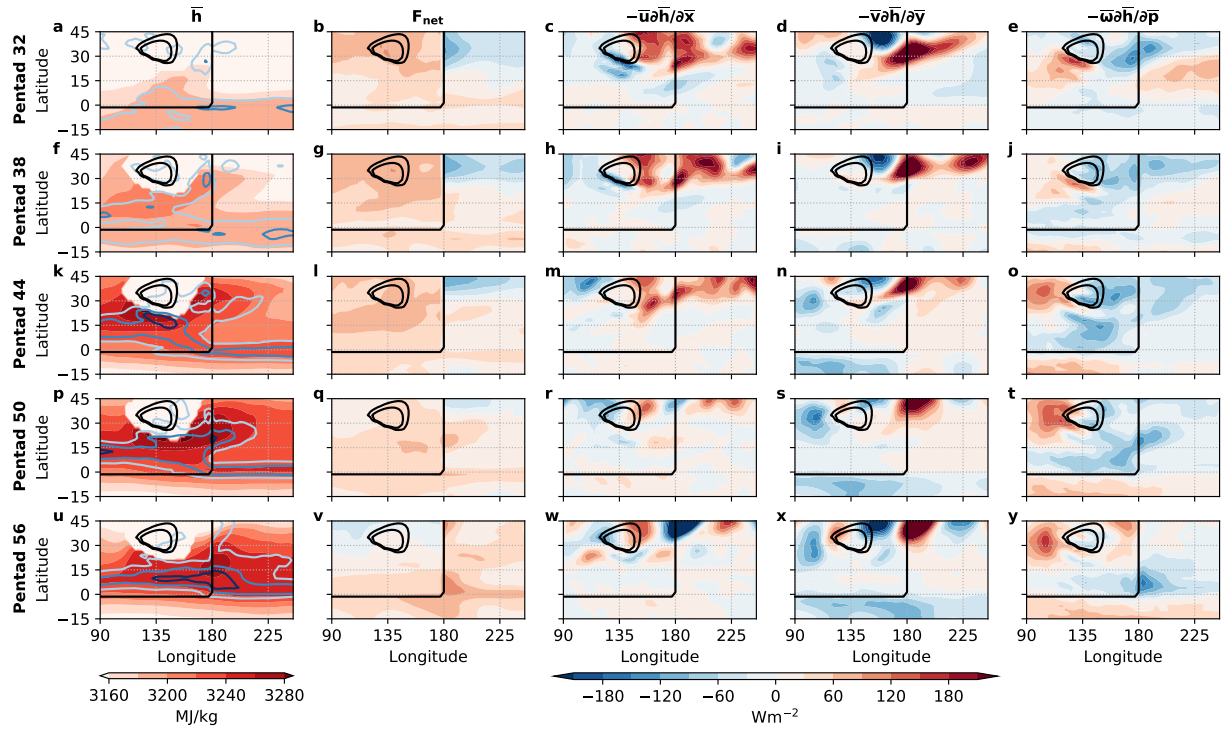 h̅ F_net −u̅∂h̅/∂x̅ −v̅∂h̅/∂y̅ −ω̅∂h̅/∂p̅
Pentad 32
Latitude
45
30
15
0
−15
a b c d e
Pentad 38
Latitude
45
30
15
0
−15
f g h i j
Pentad 44
Latitude
45
30
15
0
−15
k l m n o
Pentad 50
Latitude
45
30
15
0
−15
p q r s t
Pentad 56
Latitude
45
30
15
0
−15
u v w x y
90 135 180 225 90 135 180 225 90 135 180 225 90 135 180 225 90 135 180 225
Longitude Longitude Longitude Longitude Longitude
3160 3200 3240 3280
MJ/kg
−180 −120 −60 0 60 120 180
Wm⁻²